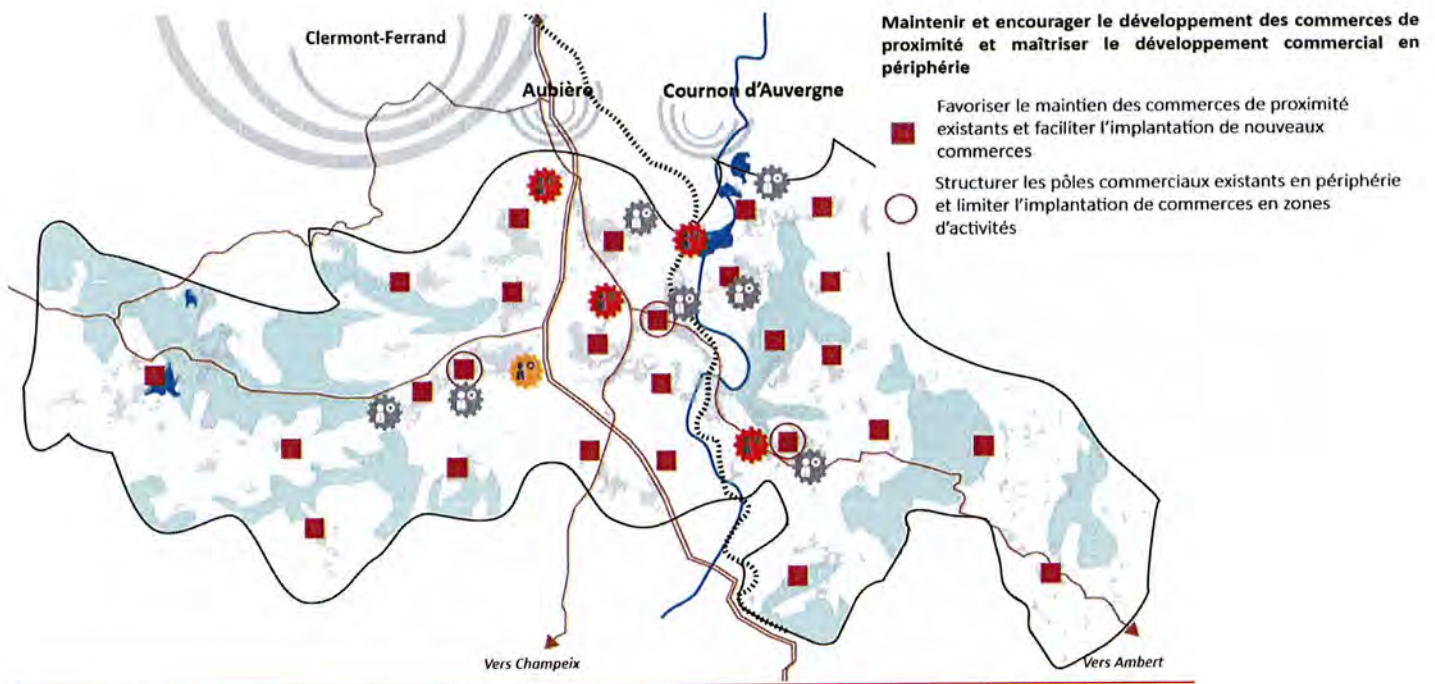 Clermont-Ferrand
Aubière
Cournon d'Auvergne
Maintenir et encourager le développement des commerces de
proximité et maîtriser le développement commercial en
périphérie
Favoriser le maintien des commerces de proximité
existants et faciliter l'implantation de nouveaux
commerces
Structurer les pôles commerciaux existants en périphérie
et limiter l'implantation de commerces en zones
d'activités
Vers Champeix
Vers Ambert